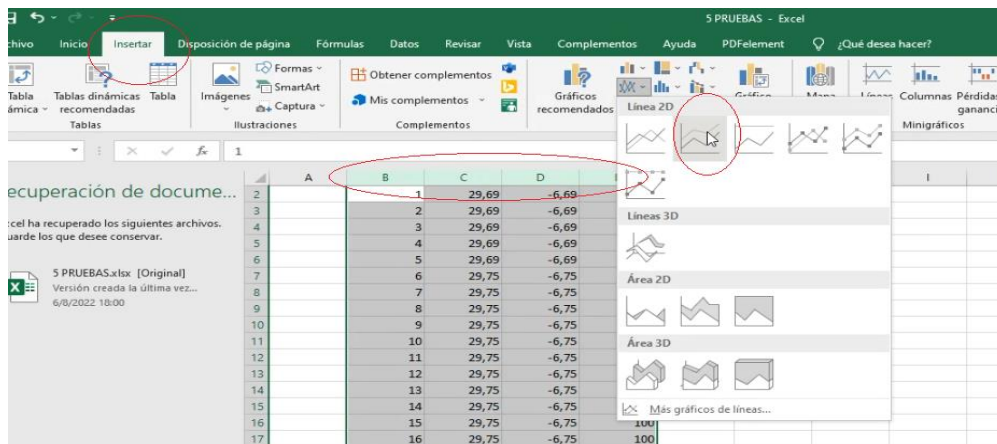 5 PRUEBAS - Excel
chivo Inicio Insertar Disposición de página Fórmulas Datos Revisar Vista Complementos Ayuda PDFelement ¿Qué desea hacer?
Tabla
ámica
Tablas dinámicas
recomendadas
Tabla
Tablas
Imágenes
Formas
SmartArt
Captura
Ilustraciones
Obtener complementos
Mis complementos
Complementos
Gráficos
recomendados
Columnas
Pérdidas
gananci
Minigráficos
fx 1
Línea 2D
Líneas 3D
Área 2D
Área 3D
Más gráficos de líneas...
ecuperación de docume...
xcel ha recuperado los siguientes archivos.
uarde los que desee conservar.
5 PRUEBAS.xlsx [Original]
Versión creada la última vez...
6/8/2022 18:00
A B C D I
2 1 29,69 -6,69
3 2 29,69 -6,69
4 3 29,69 -6,69
5 4 29,69 -6,69
6 5 29,69 -6,69
7 6 29,75 -6,75
8 7 29,75 -6,75
9 8 29,75 -6,75
10 9 29,75 -6,75
11 10 29,75 -6,75
12 11 29,75 -6,75
13 12 29,75 -6,75
14 13 29,75 -6,75
15 14 29,75 -6,75
16 15 29,75 -6,75 100
17 16 29,75 -6,75 100